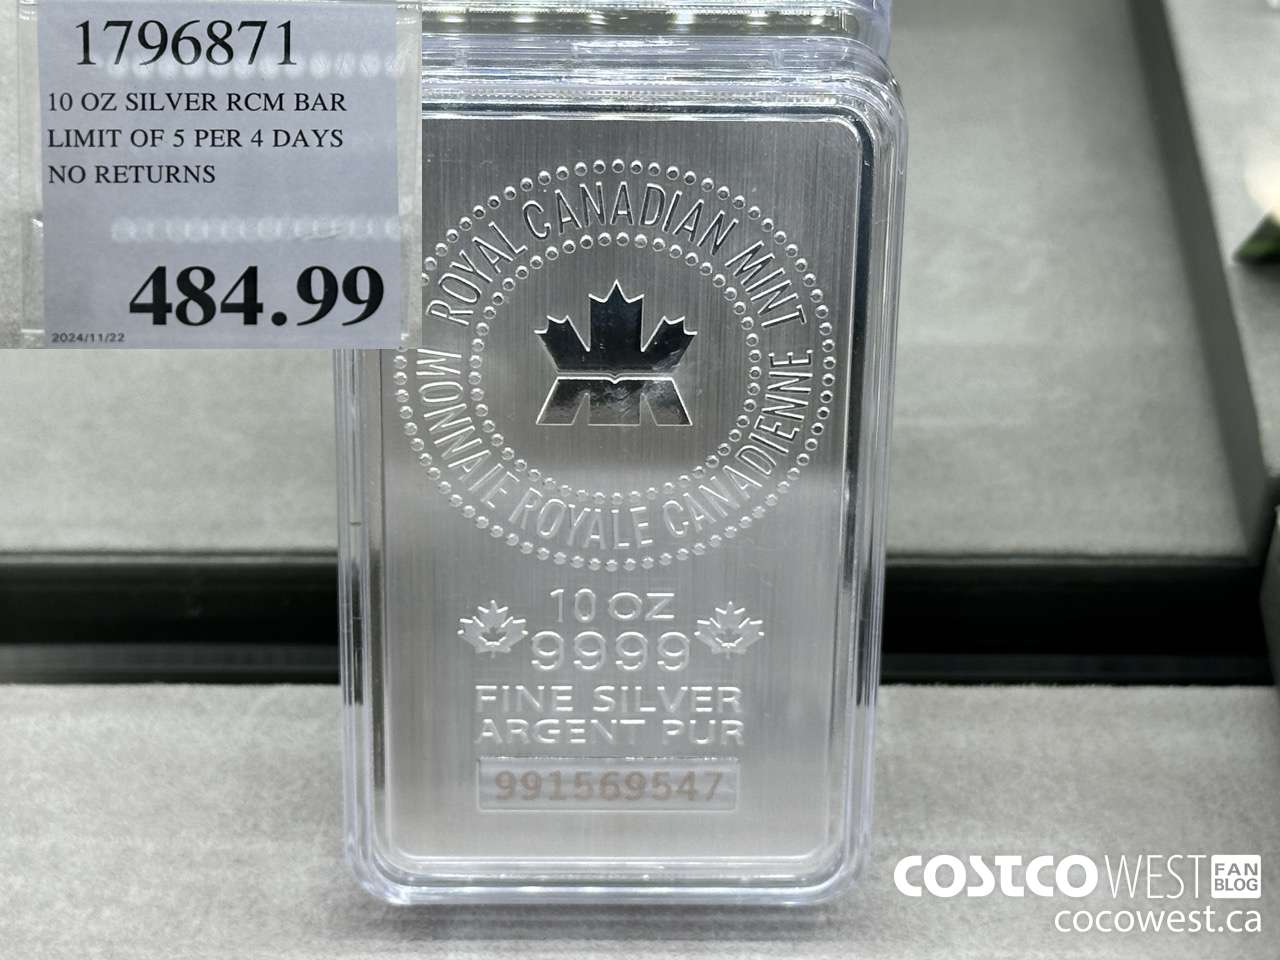 1796871
10 OZ SILVER RCM BAR
LIMIT OF 5 PER 4 DAYS
NO RETURNS
484.99
2024/11/22
ROYAL CANADIAN MINT
MONNAIE ROYALE CANADIENNE
10 OZ
9999
FINE SILVER
ARGENT PUR
991569547
COSTCO WEST FAN BLOG
cocowest.ca